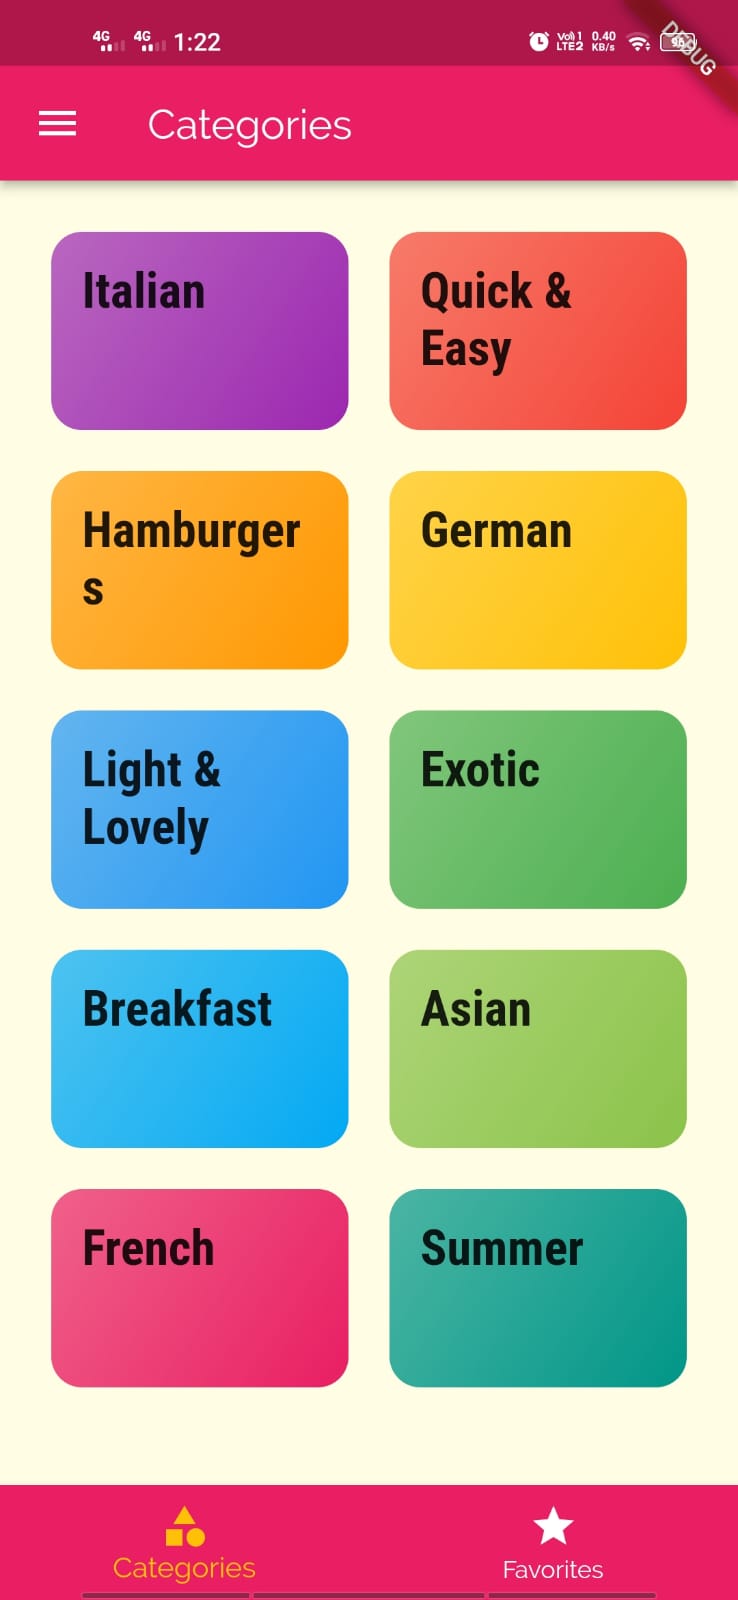 4G 4G 1:22 Vo) 1 LTE2 0.40 KB/s 96
DEBUG
Categories
Italian
Quick &
Easy
Hamburger
s
German
Light &
Lovely
Exotic
Breakfast
Asian
French
Summer
Categories
Favorites